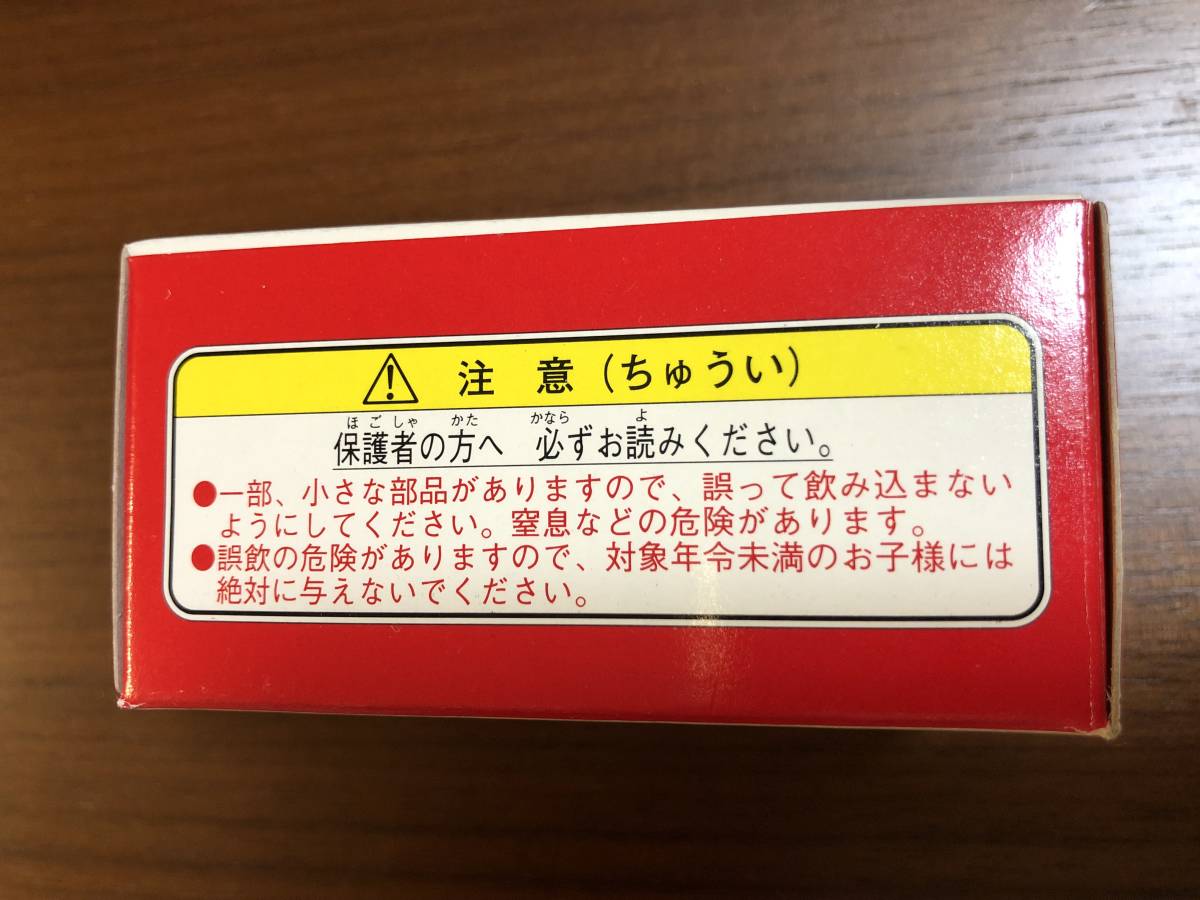 注意(ちゅうい)
ほごしゃ かた かなら よ
保護者の方へ 必ずお読みください。
●一部、小さな部品がありますので、誤って飲み込まない
ようにしてください。窒息などの危険があります。
●誤飲の危険がありますので、対象年令未満のお子様には
絶対に与えないでください。